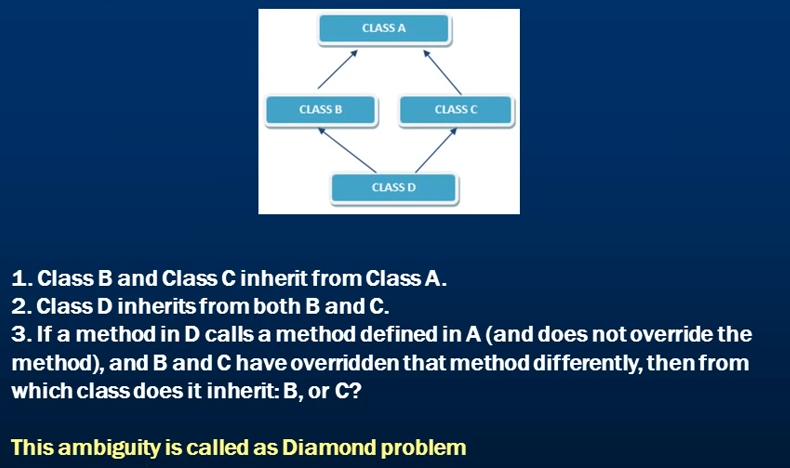 CLASS A
CLASS B
CLASS C
CLASS D
1. Class B and Class C inherit from Class A.
2. Class D inherits from both B and C.
3. If a method in D calls a method defined in A (and does not override the
method), and B and C have overridden that method differently, then from
which class does it inherit: B, or C?
This ambiguity is called as Diamond problem